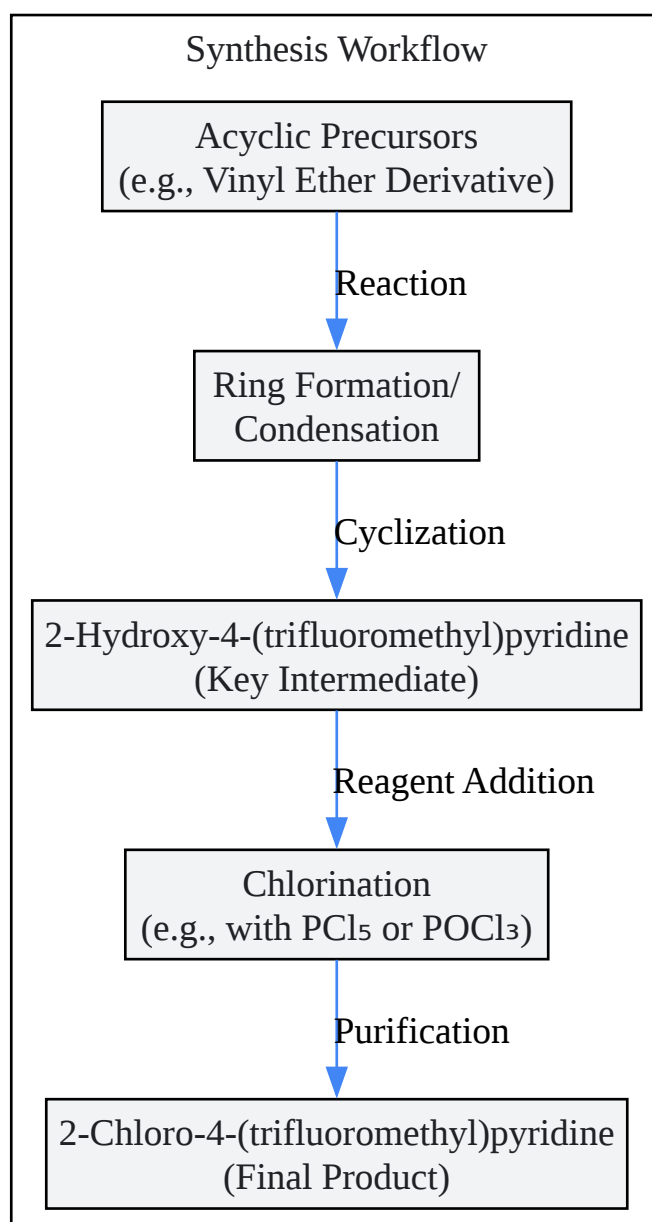 Synthesis Workflow
Acyclic Precursors
(e.g., Vinyl Ether Derivative)
Reaction
Ring Formation/
Condensation
Cyclization
2-Hydroxy-4-(trifluoromethyl)pyridine
(Key Intermediate)
Reagent Addition
Chlorination
(e.g., with PCl₅ or POCl₃)
Purification
2-Chloro-4-(trifluoromethyl)pyridine
(Final Product)